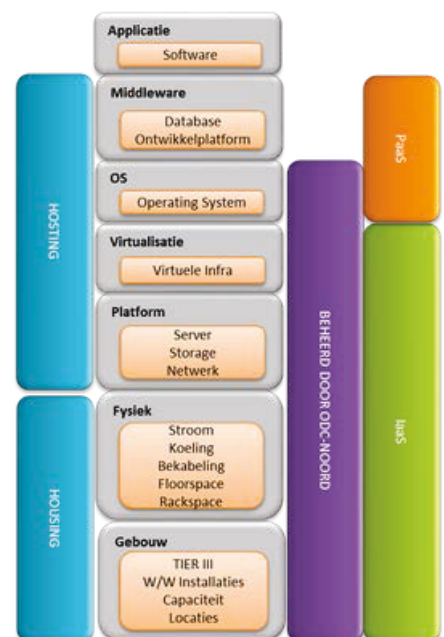 Applicatie
Software
Middleware
Database
Ontwikkelplatform
OS
Operating System
Virtualisatie
Virtuele Infra
Platform
Server
Storage
Netwerk
Fysiek
Stroom
Koeling
Bekabeling
Floorspace
Rackspace
Gebouw
TIER III
W/W Installaties
Capaciteit
Locaties
HOSTING
HOUSING
BEHEERD DOOR ODC-NOORD
PaaS
IaaS